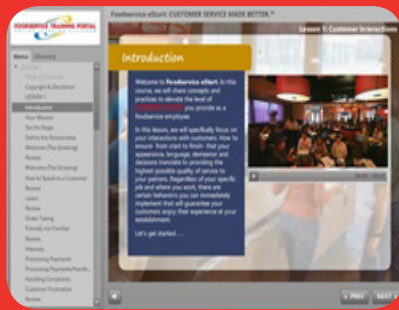 FOODSERVICE TRAINING PORTAL
Foodservice eStart: CUSTOMER SERVICE MADE BETTER.™
Lesson 1: Customer Interactions
Menu Glossary
Copyright & Disclaimer
LESSON 1
Introduction
Your Mission
Set the Stage
Define the Relationship
Welcome (The Greeting)
Review
Welcome (The Greeting)
How to Speak to a Customer
Review
Listen
Review
Order Taking
Friendly not Familiar
Review
Intensity
Processing Payments
Processing Payments/Handli...
Handling Complaints
Customer Frustration
Review
Introduction
Welcome to Foodservice eStart. In this
course, we will share concepts and
practices to elevate the level of
you provide as a
foodservice employee.
In this lesson, we will specifically focus on
your interactions with customers. How to
ensure- from start to finish- that your
appearance, language, demeanor and
decisions translate to providing the
highest possible quality of service to
your patrons. Regardless of your specific
job and where you work, there are
certain behaviors you can immediately
implement that will guarantee your
customers enjoy their experience at your
establishment.
Let's get started . . .
PREV
NEXT